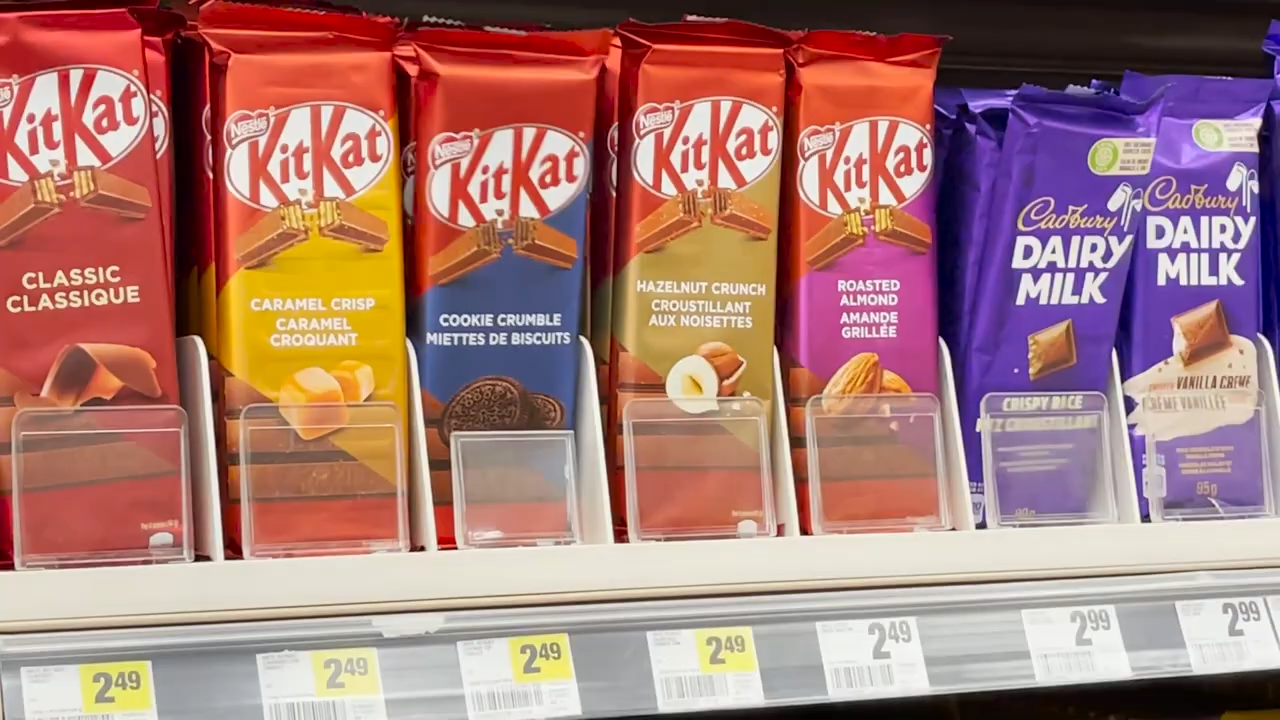 Nestlé
KitKat
CLASSIC
CLASSIQUE
Nestlé
KitKat
CARAMEL CRISP
CARAMEL
CROQUANT
Nestlé
KitKat
COOKIE CRUMBLE
MIETTES DE BISCUITS
Nestlé
KitKat
HAZELNUT CRUNCH
CROUSTILLANT
AUX NOISETTES
Nestlé
KitKat
ROASTED
ALMOND
AMANDE
GRILLÉE
Cadbury
DAIRY
MILK
CRISPY RICE
Cadbury
DAIRY
MILK
VANILLA CREME
CRÈME VANILLÉE
95g
2.49
2.49
2.49
2.49
2.49
2.99
2.99